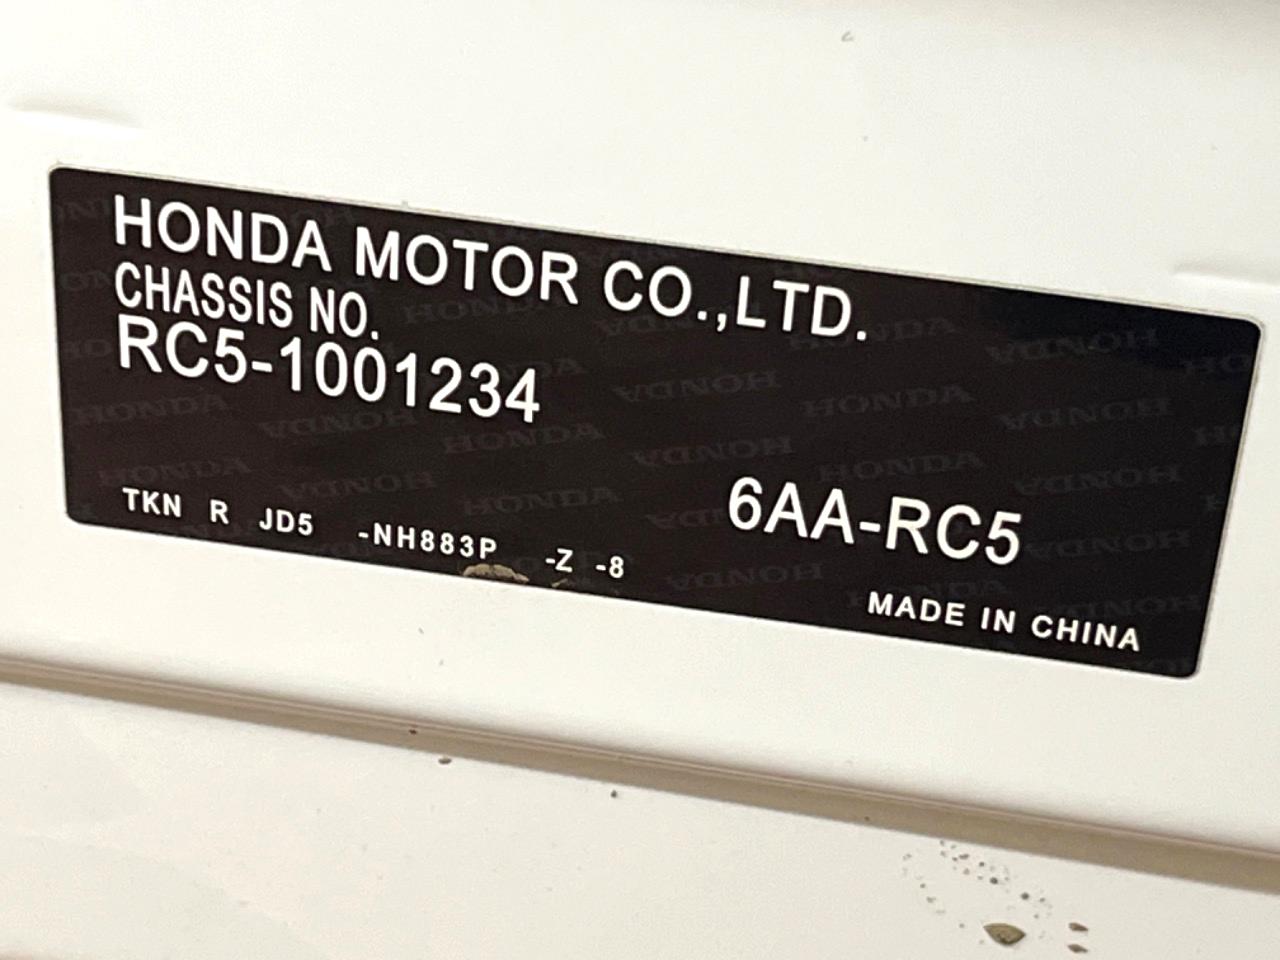 HONDA MOTOR CO.,LTD.
CHASSIS NO.
RC5-1001234
6AA-RC5
TKN R JD5 -NH883P -Z -8
MADE IN CHINA